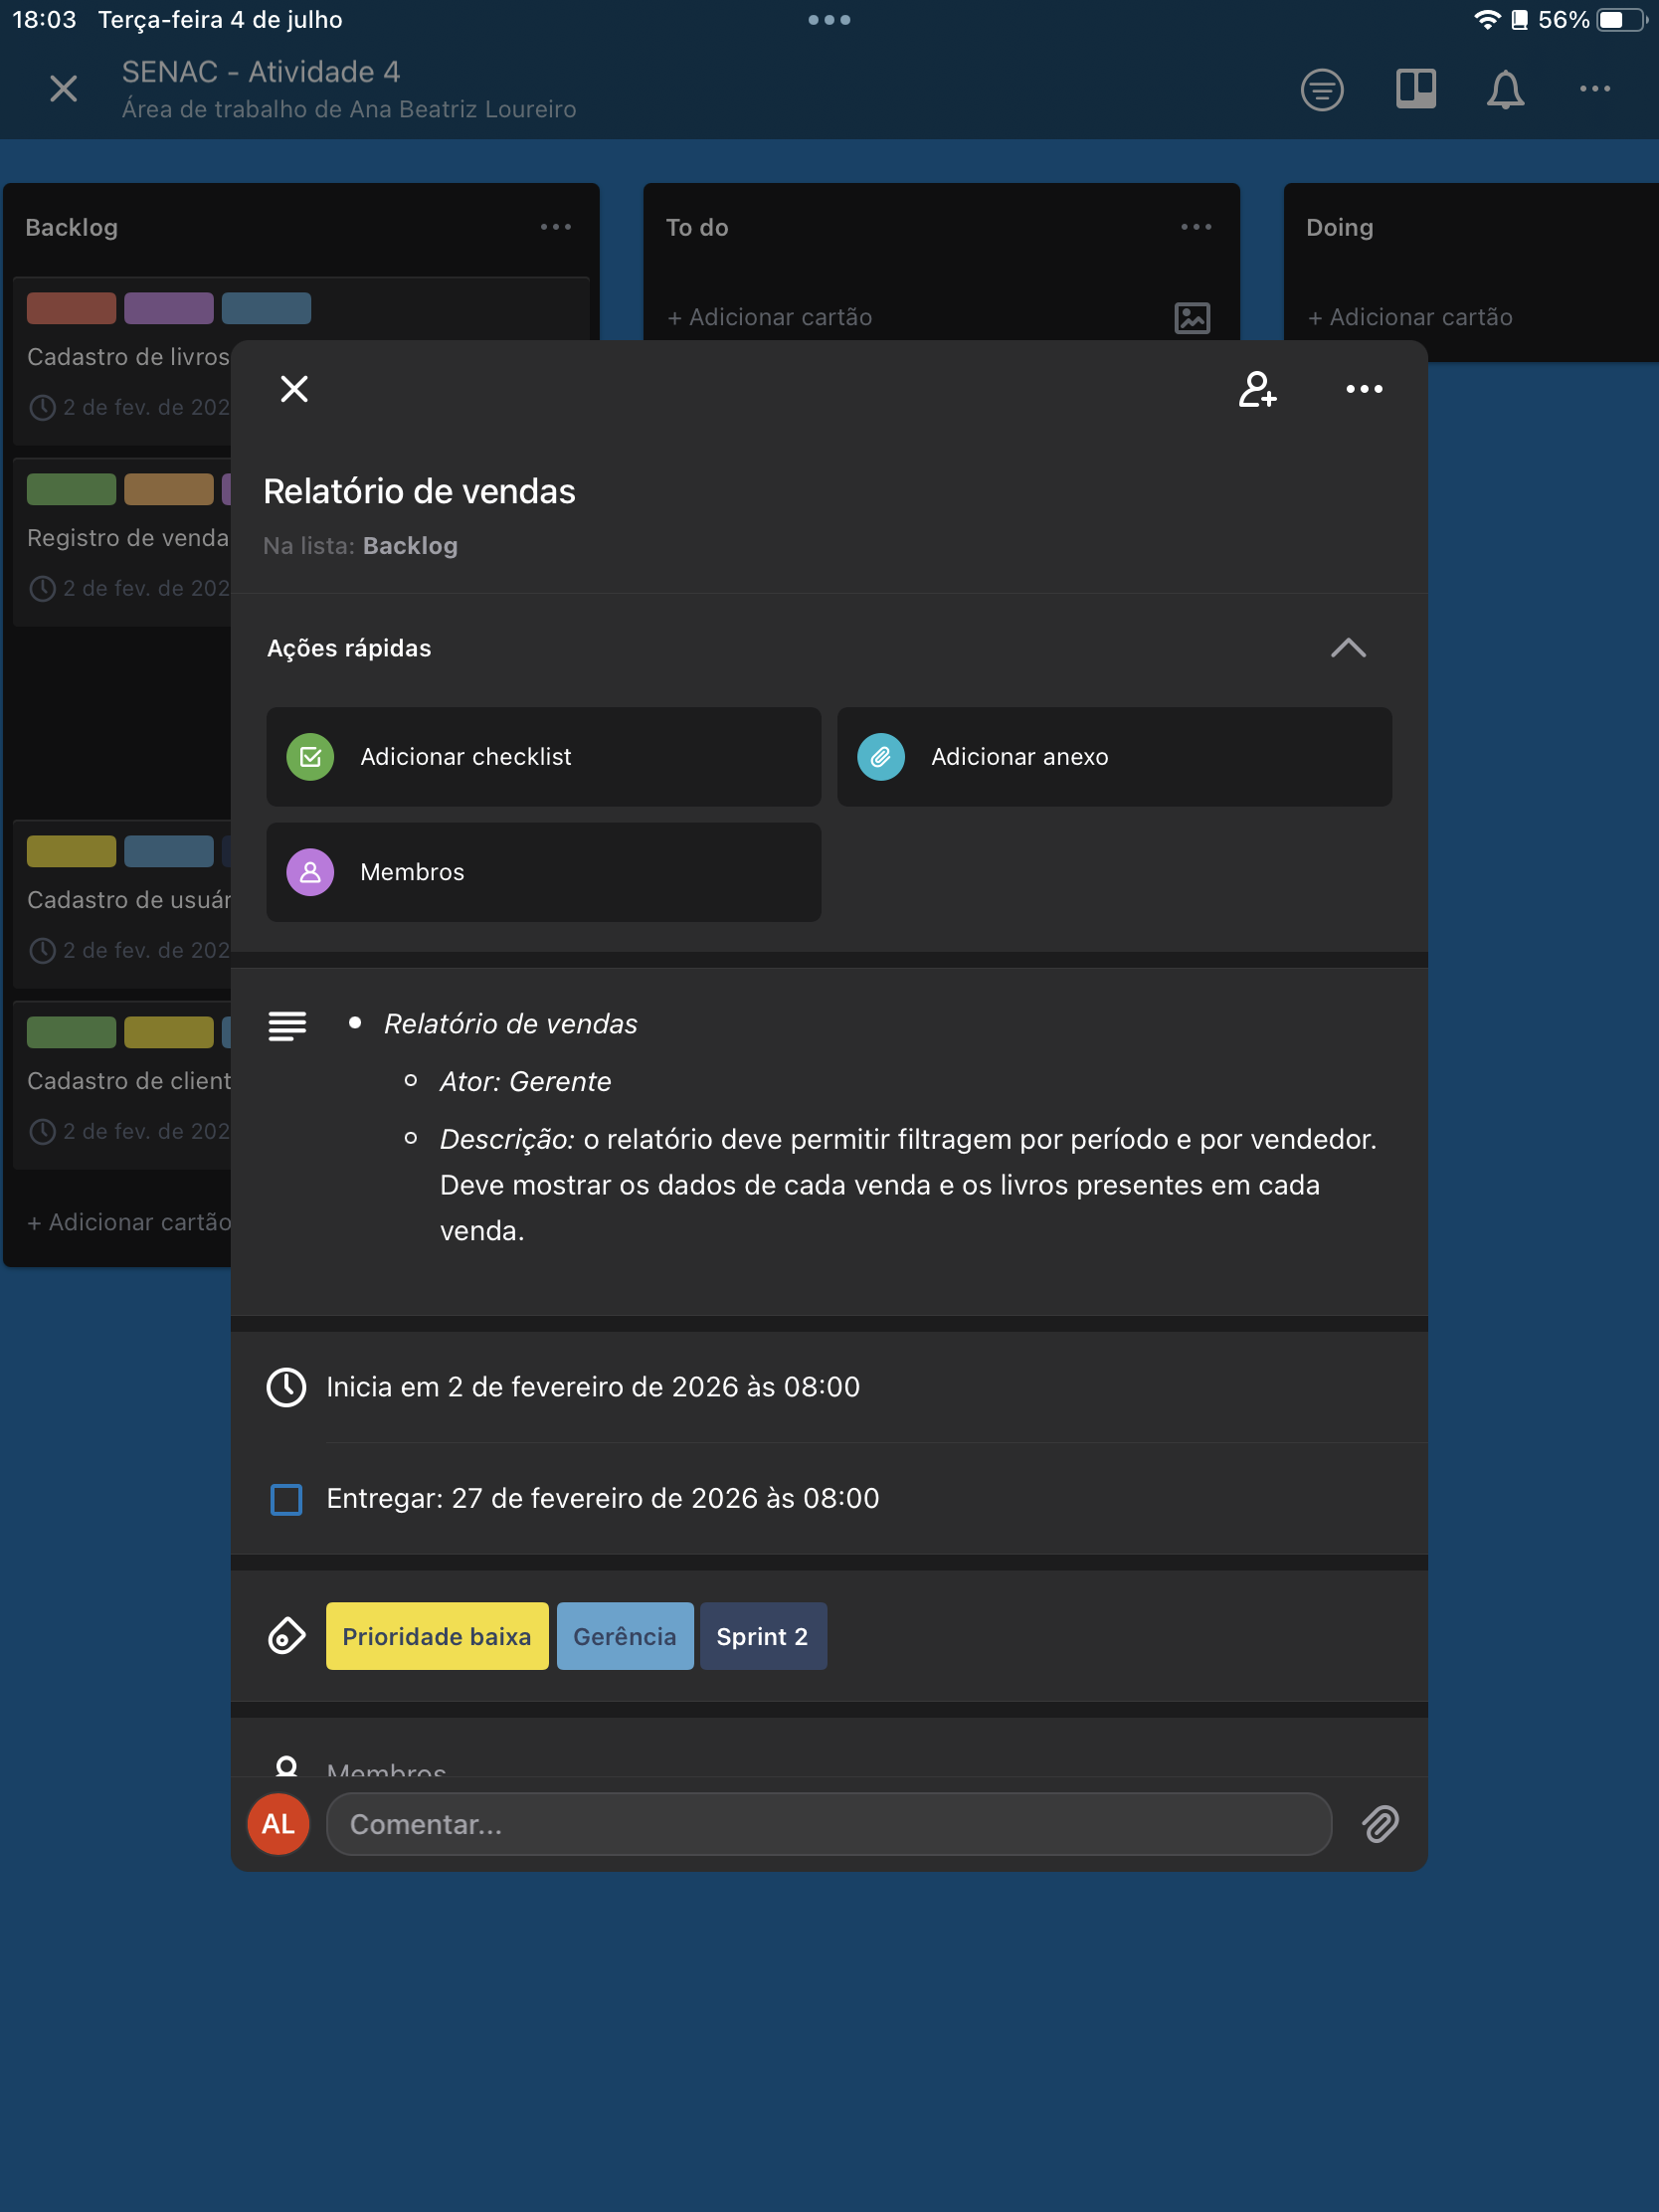 18:03 Terça-feira 4 de julho 56%
SENAC - Atividade 4
Área de trabalho de Ana Beatriz Loureiro
Backlog
Cadastro de livros
2 de fev. de 202
Registro de venda
2 de fev. de 202
Cadastro de usuár
2 de fev. de 202
Cadastro de client
2 de fev. de 202
+ Adicionar cartão
To do
+ Adicionar cartão
Doing
+ Adicionar cartão
Relatório de vendas
Na lista: Backlog
Ações rápidas
Adicionar checklist
Adicionar anexo
Membros
• Relatório de vendas
◦ Ator: Gerente
◦ Descrição: o relatório deve permitir filtragem por período e por vendedor.
Deve mostrar os dados de cada venda e os livros presentes em cada
venda.
Inicia em 2 de fevereiro de 2026 às 08:00
Entregar: 27 de fevereiro de 2026 às 08:00
Prioridade baixa Gerência Sprint 2
Membros
AL Comentar...